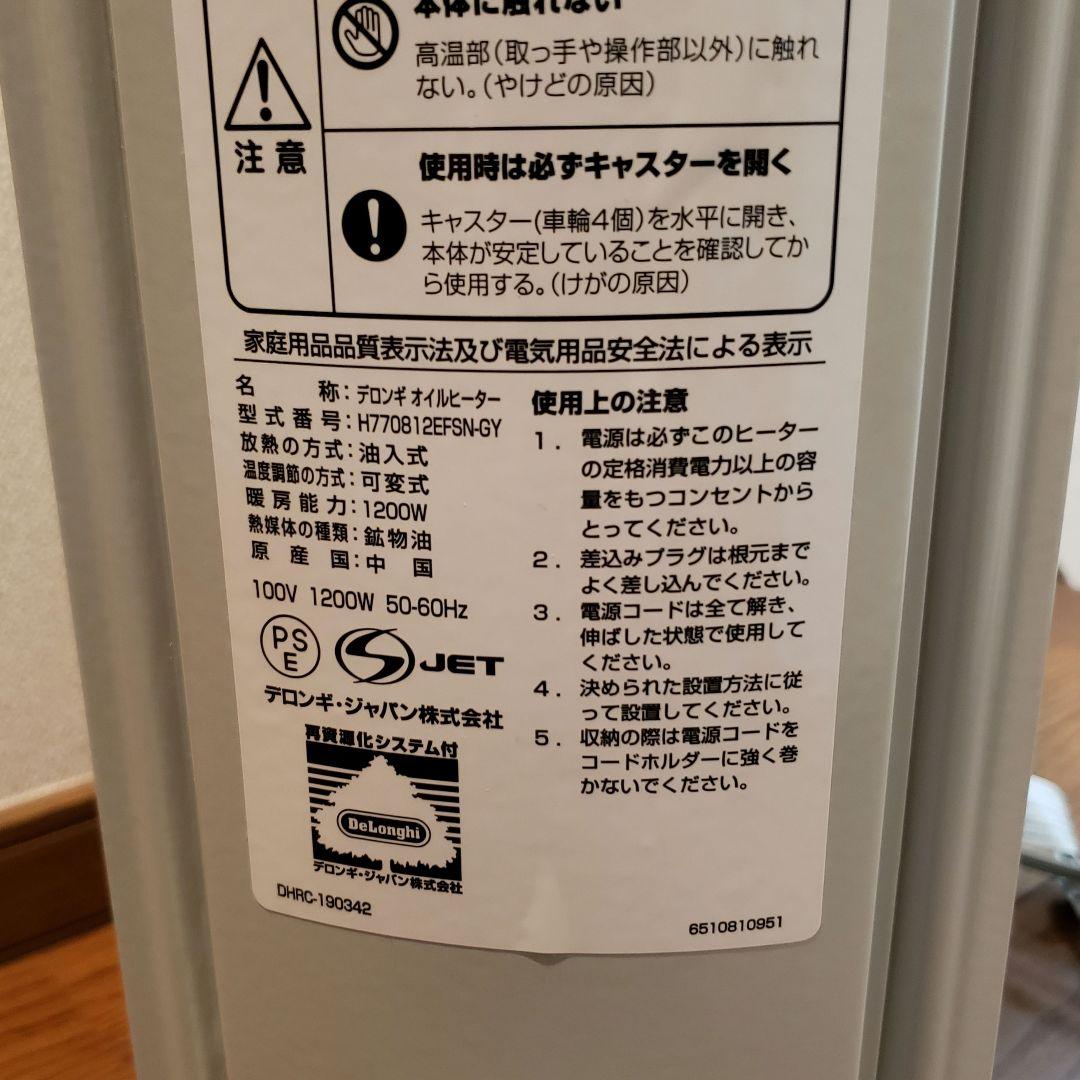 本体に触れない
高温部(取っ手や操作部以外)に触れ
ない。(やけどの原因)
注意
使用時は必ずキャスターを開く
キャスター(車輪4個)を水平に開き、
本体が安定していることを確認してか
ら使用する。(けがの原因)
家庭用品品質表示法及び電気用品安全法による表示
名称:デロンギ オイルヒーター
型式番号:H770812EFSN-GY
放熱の方式:油入式
温度調節の方式:可変式
暖房能力:1200W
熱媒体の種類:鉱物油
原産国:中国
100V 1200W 50-60Hz
PS
E
JET
デロンギ・ジャパン株式会社
再資源化システム付
DeLonghi
デロンギ・ジャパン株式会社
DHRC-190342
使用上の注意
1. 電源は必ずこのヒーター
の定格消費電力以上の容
量をもつコンセントから
とってください。
2. 差込みプラグは根元まで
よく差し込んでください。
3. 電源コードは全て解き、
伸ばした状態で使用して
ください。
4. 決められた設置方法に従
って設置してください。
5. 収納の際は電源コードを
コードホルダーに強く巻
かないでください。
6510810951